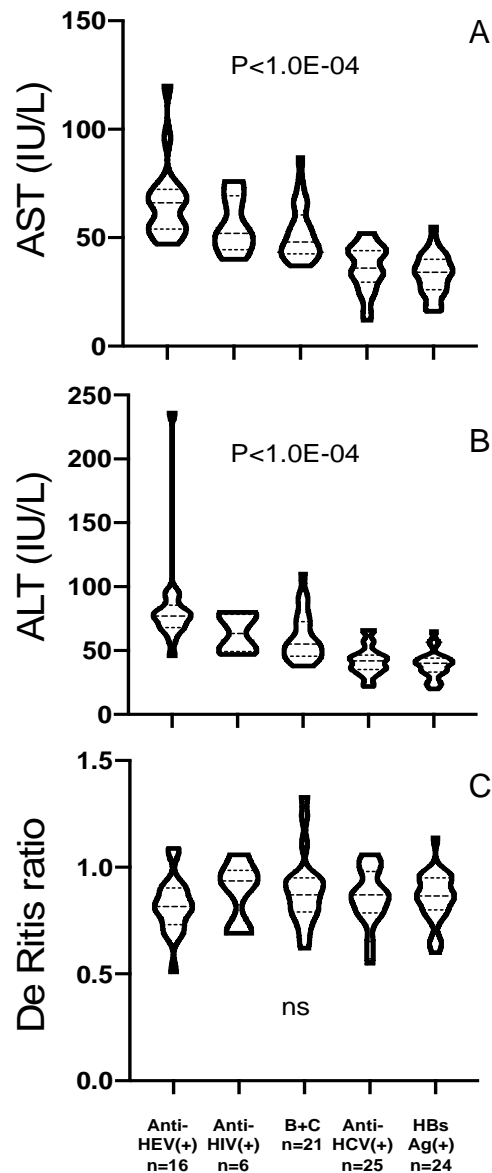 A
P<1.0E-04
AST (IU/L)
150
100
50
0
B
P<1.0E-04
ALT (IU/L)
250
200
150
100
50
0
C
De Ritis ratio
1.5
1.0
0.5
0.0
ns
Anti-
HEV(+)
n=16
Anti-
HIV(+)
n=6
B+C
n=21
Anti-
HCV(+)
n=25
HBs
Ag(+)
n=24